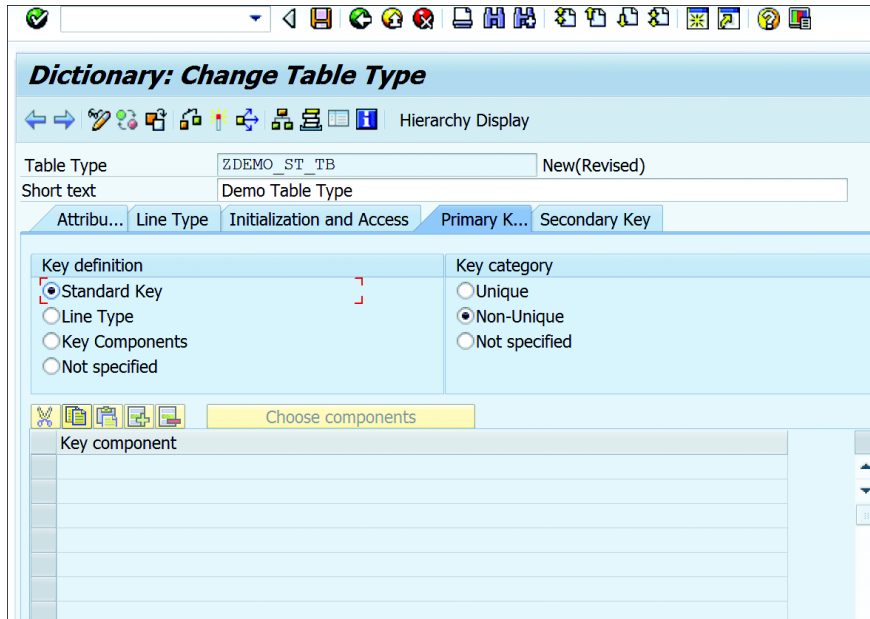 Dictionary: Change Table Type
Hierarchy Display
Table Type ZDEMO_ST_TB New(Revised)
Short text Demo Table Type
Attribu... Line Type Initialization and Access Primary K... Secondary Key
Key definition Key category
Standard Key Unique
Line Type Non-Unique
Key Components Not specified
Not specified
Choose components
Key component